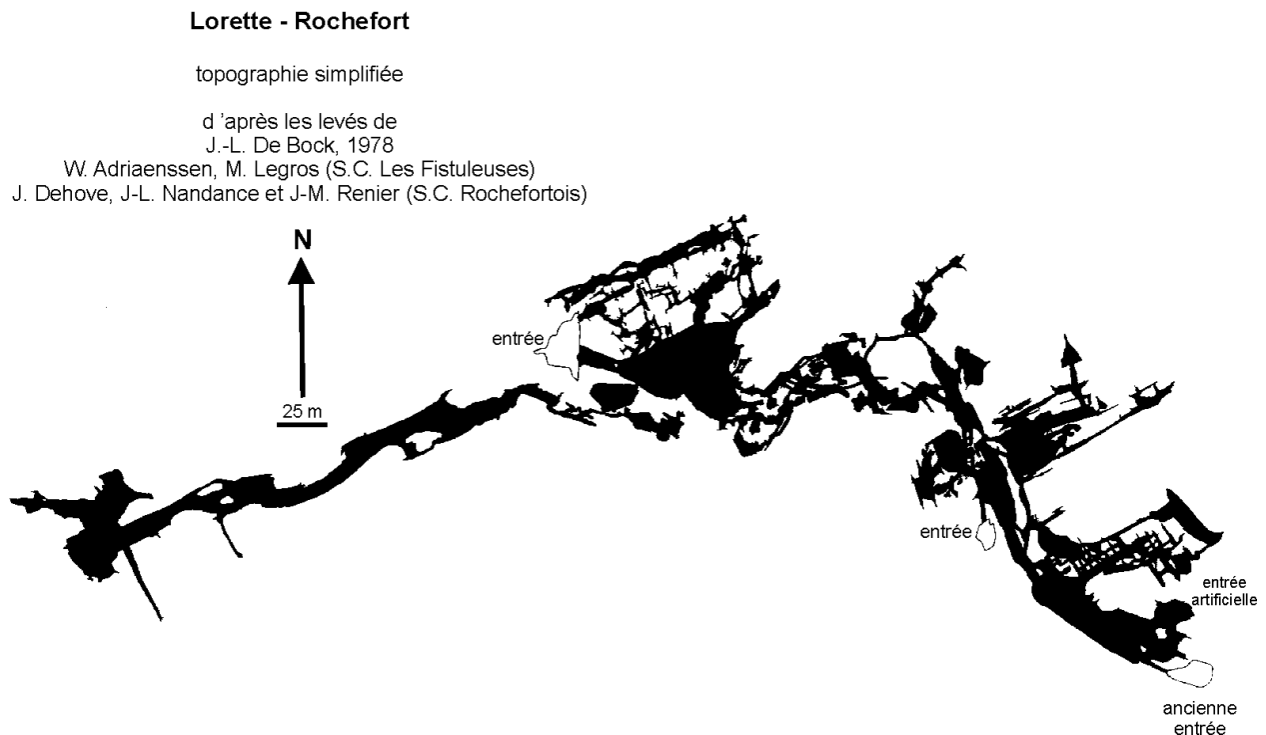 Lorette - Rochefort
topographie simplifiée
d 'après les levés de
J.-L. De Bock, 1978
W. Adriaenssen, M. Legros (S.C. Les Fistuleuses)
J. Dehove, J-L. Nandance et J-M. Renier (S.C. Rochefortois)
N
25 m
entrée
entrée
entrée
artificielle
ancienne
entrée